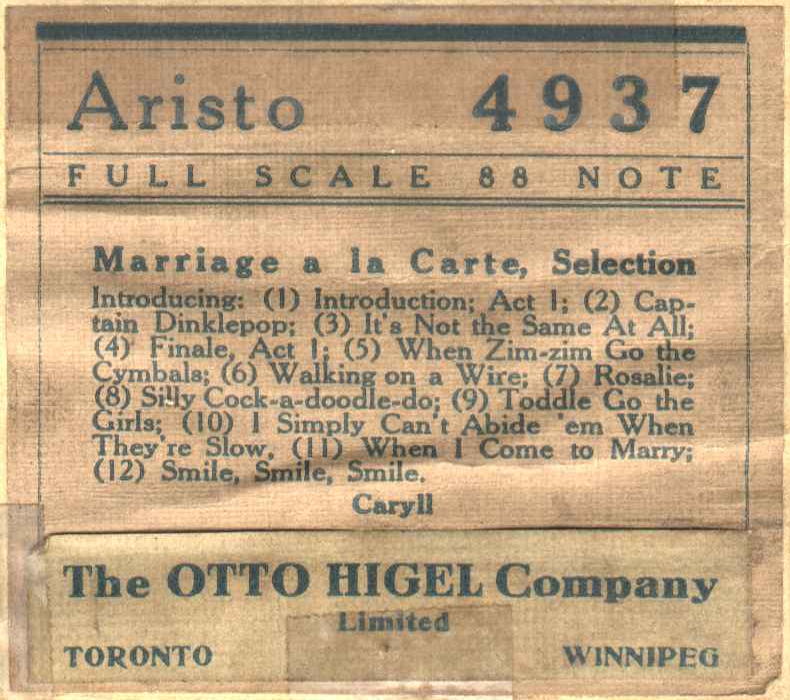 Aristo 4937
FULL SCALE 88 NOTE
Marriage a la Carte, Selection
Introducing: (1) Introduction; Act 1; (2) Cap-
tain Dinklepop; (3) It's Not the Same At All;
(4) Finale, Act 1; (5) When Zim-zim Go the
Cymbals; (6) Walking on a Wire; (7) Rosalie;
(8) Silly Cock-a-doodle-do; (9) Toddle Go the
Girls; (10) I Simply Can't Abide 'em When
They're Slow, (11) When I Come to Marry;
(12) Smile, Smile, Smile.
Caryll
The OTTO HIGEL Company
Limited
TORONTO WINNIPEG